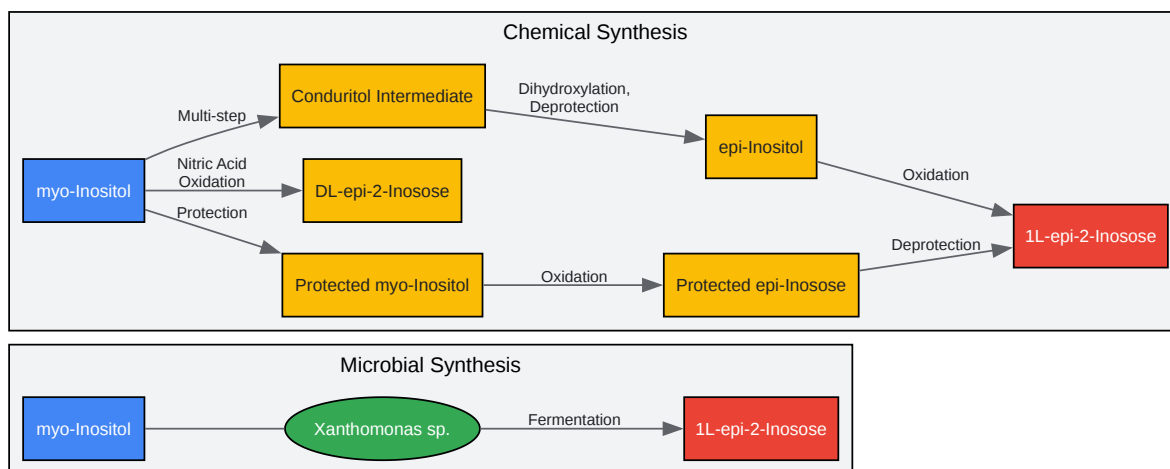 Chemical Synthesis
Conduritol Intermediate
Dihydroxylation,
Deprotection
Multi-step
epi-Inositol
myo-Inositol
Nitric Acid
Oxidation
DL-epi-2-Inosose
Oxidation
Protection
1L-epi-2-Inosose
Protected myo-Inositol
Oxidation
Protected epi-Inosose
Deprotection
Microbial Synthesis
myo-Inositol
Xanthomonas sp.
Fermentation
1L-epi-2-Inosose